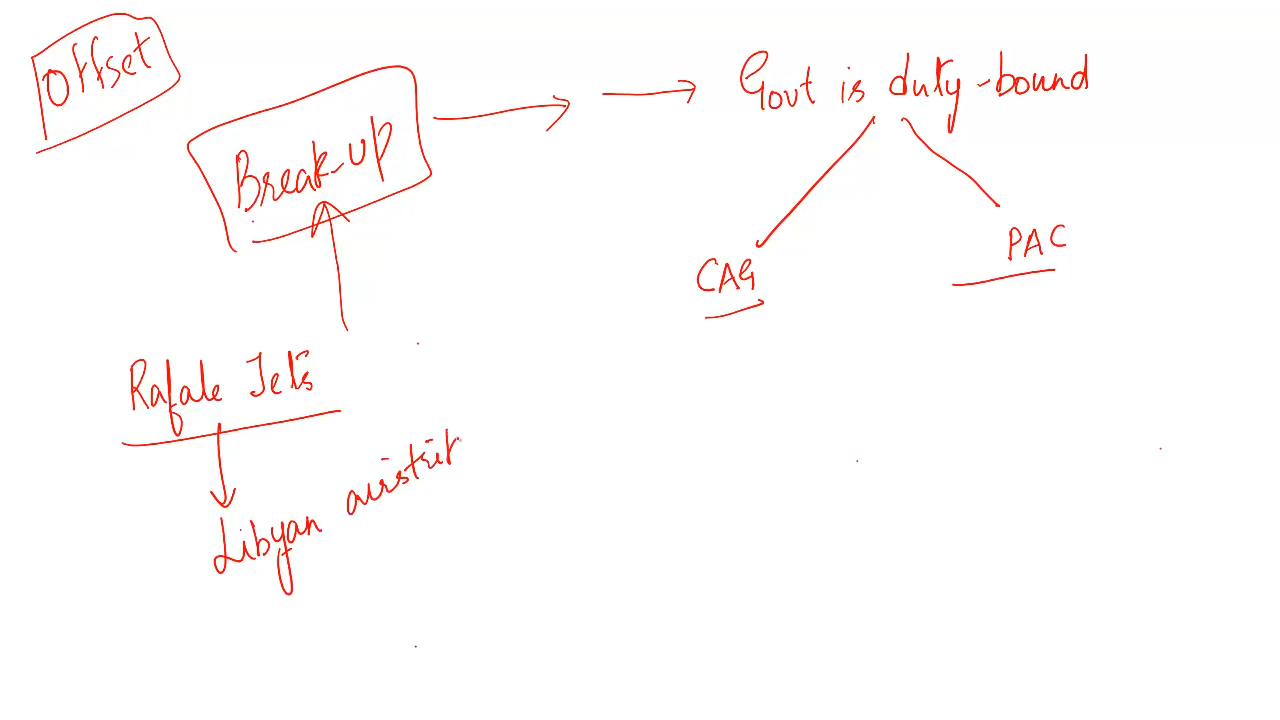 Offset
Break-up
Govt is duty-bound
CAG
PAC
Rafale Jets
Libyan